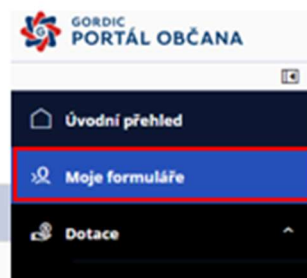 GORDIC
PORTÁL OBČANA
Úvodní přehled
Moje formuláře
Dotace